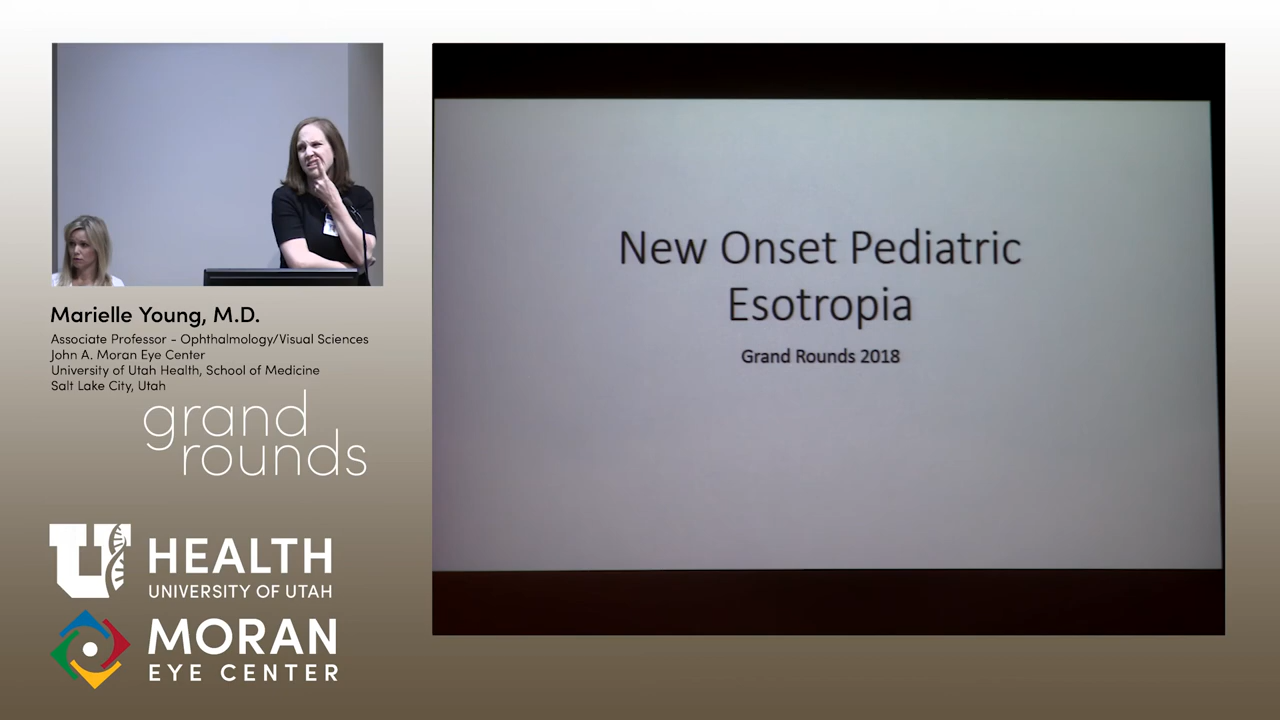 Marielle Young, M.D.
Associate Professor - Ophthalmology/Visual Sciences
John A. Moran Eye Center
University of Utah Health, School of Medicine
Salt Lake City, Utah
grand
rounds
U HEALTH
UNIVERSITY OF UTAH
MORAN
EYE CENTER
New Onset Pediatric
Esotropia
Grand Rounds 2018